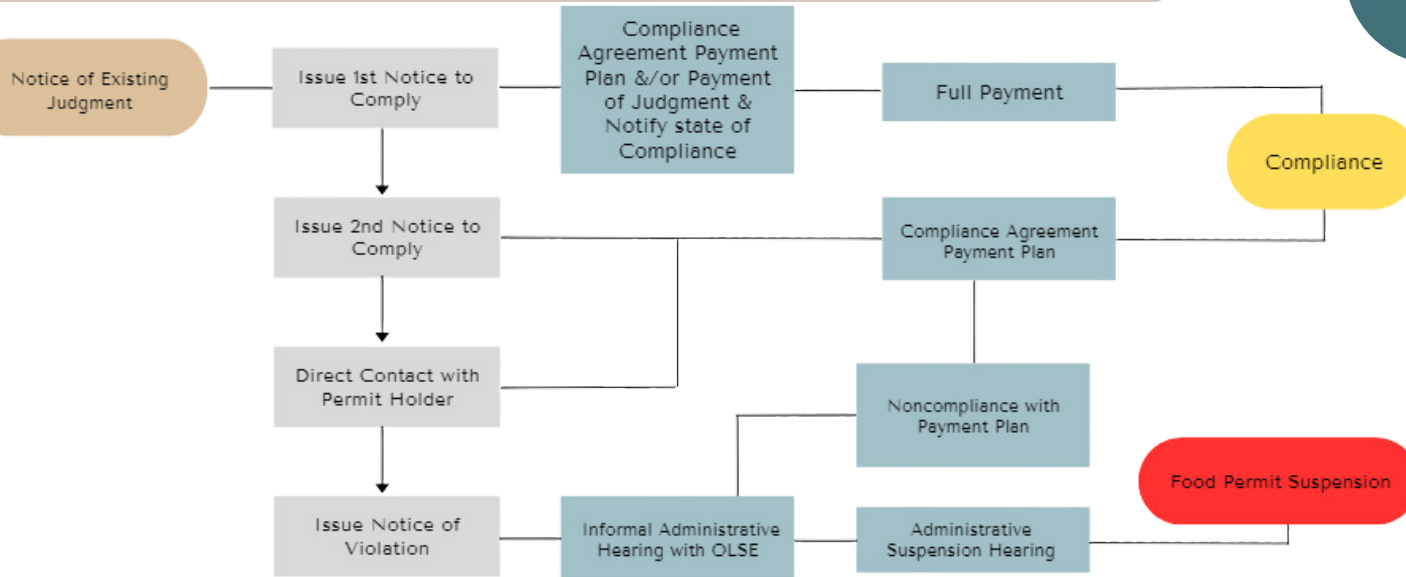 Notice of Existing
Judgment
Issue 1st Notice to
Comply
Compliance
Agreement Payment
Plan &/or Payment
of Judgment &
Notify state of
Compliance
Full Payment
Compliance
Issue 2nd Notice to
Comply
Compliance Agreement
Payment Plan
Direct Contact with
Permit Holder
Noncompliance with
Payment Plan
Food Permit Suspension
Issue Notice of
Violation
Informal Administrative
Hearing with OLSE
Administrative
Suspension Hearing